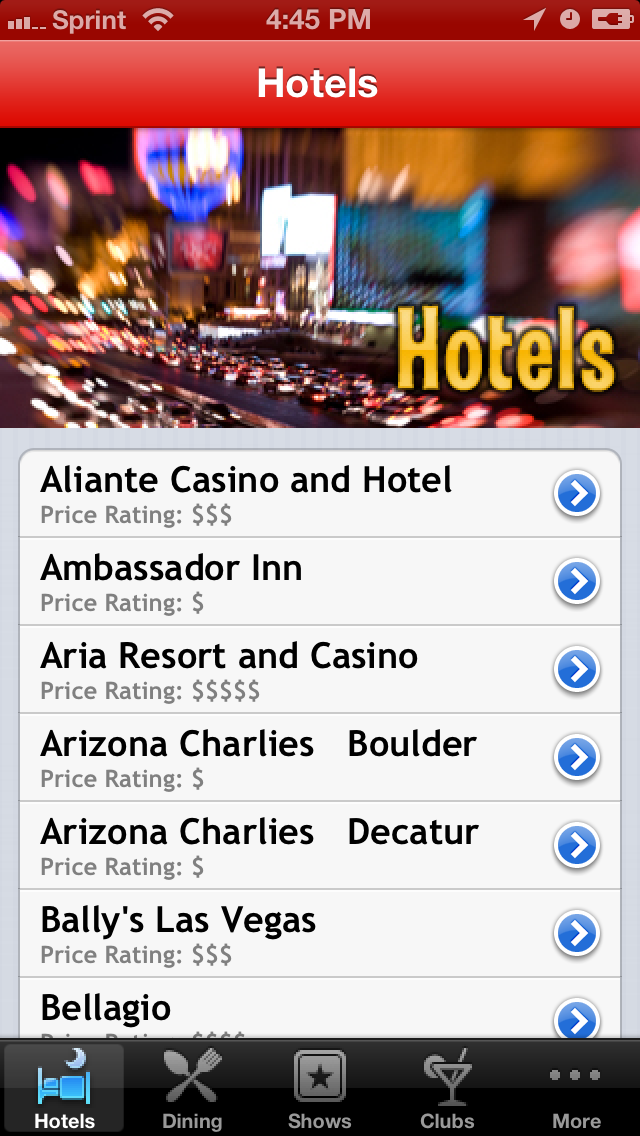 Sprint 4:45 PM
Hotels
Hotels
Aliante Casino and Hotel
Price Rating: $$$
Ambassador Inn
Price Rating: $
Aria Resort and Casino
Price Rating: $$$$$
Arizona Charlies   Boulder
Price Rating: $
Arizona Charlies   Decatur
Price Rating: $
Bally's Las Vegas
Price Rating: $$$
Bellagio
Price Rating: $$$$
Hotels Dining Shows Clubs More